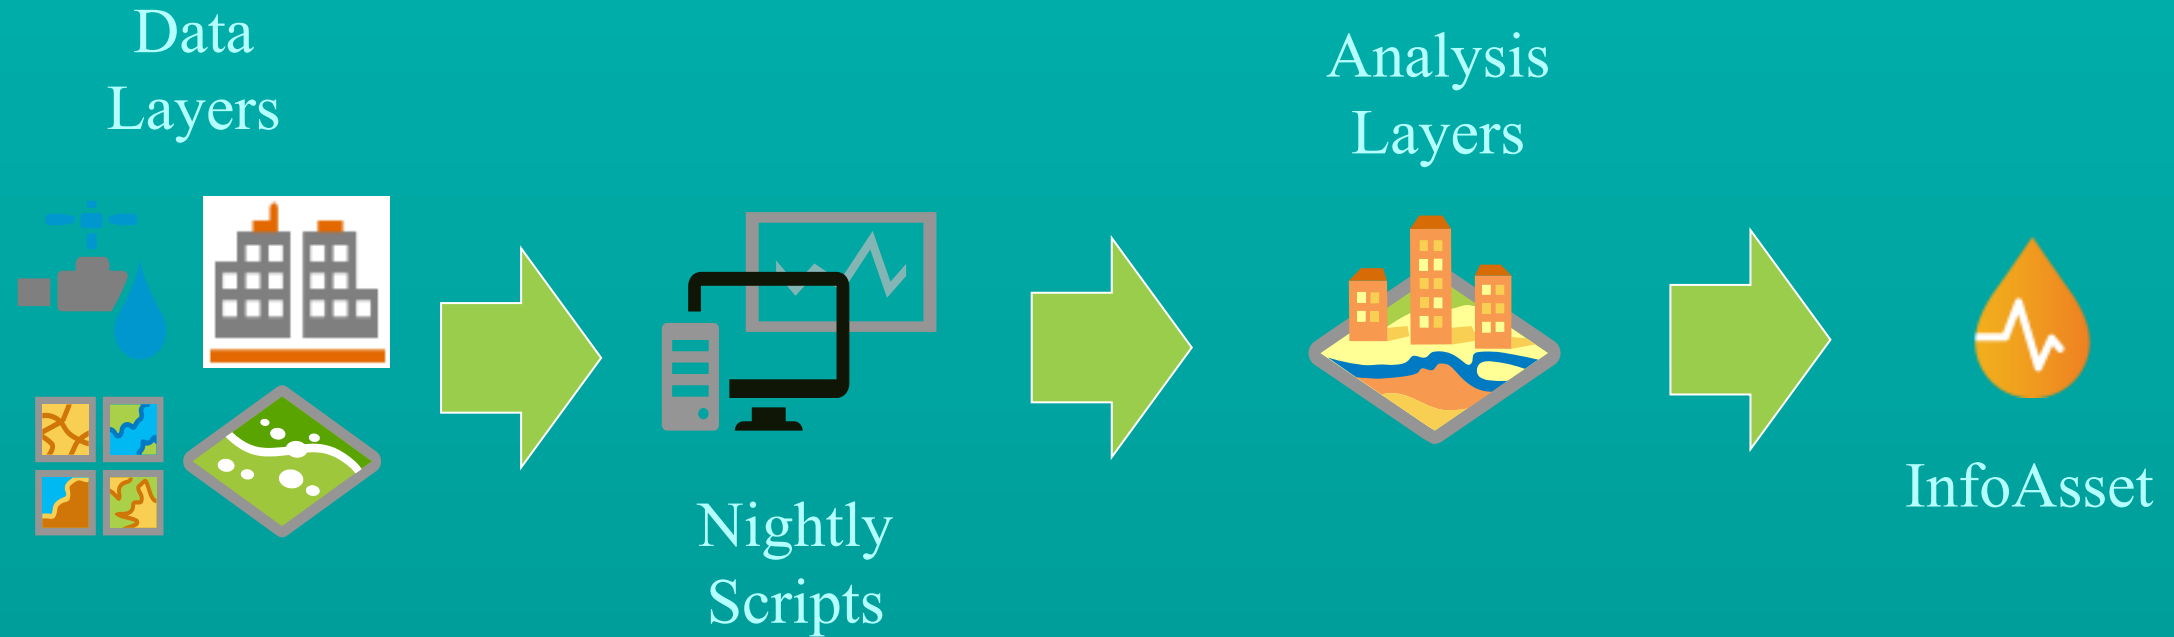 Data
Layers
Nightly
Scripts
Analysis
Layers
InfoAsset